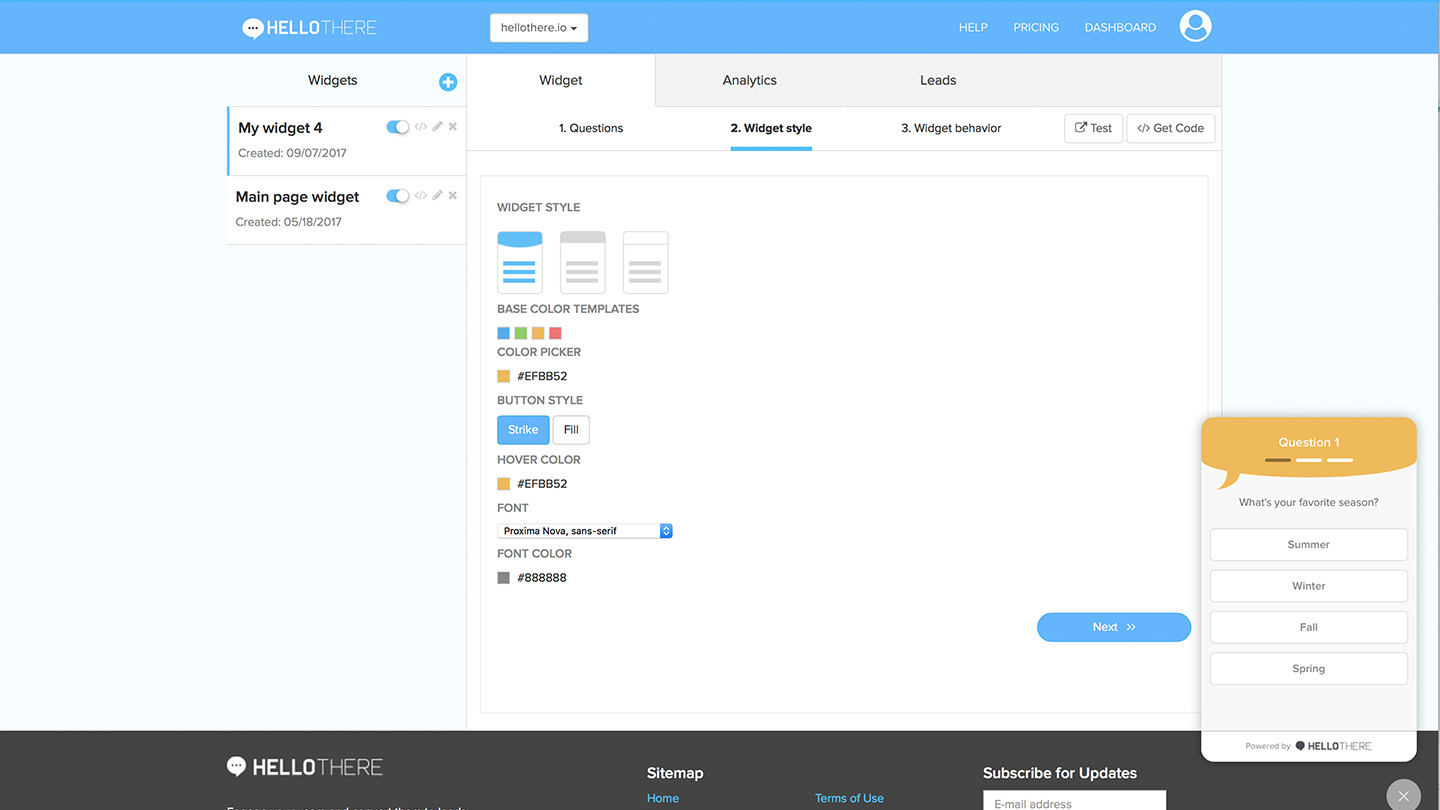 HELLOTHERE
hellothere.io
HELP
PRICING
DASHBOARD
Widgets
My widget 4
Created: 09/07/2017
Main page widget
Created: 05/18/2017
Widget
Analytics
Leads
1. Questions
2. Widget style
3. Widget behavior
Test
</> Get Code
WIDGET STYLE
BASE COLOR TEMPLATES
COLOR PICKER
#EFBB52
BUTTON STYLE
Strike
Fill
HOVER COLOR
#EFBB52
FONT
Proxima Nova, sans-serif
FONT COLOR
#888888
Next
Question 1
What's your favorite season?
Summer
Winter
Fall
Spring
Powered by HELLOTHERE
HELLOTHERE
Sitemap
Home
Terms of Use
Subscribe for Updates
E-mail address